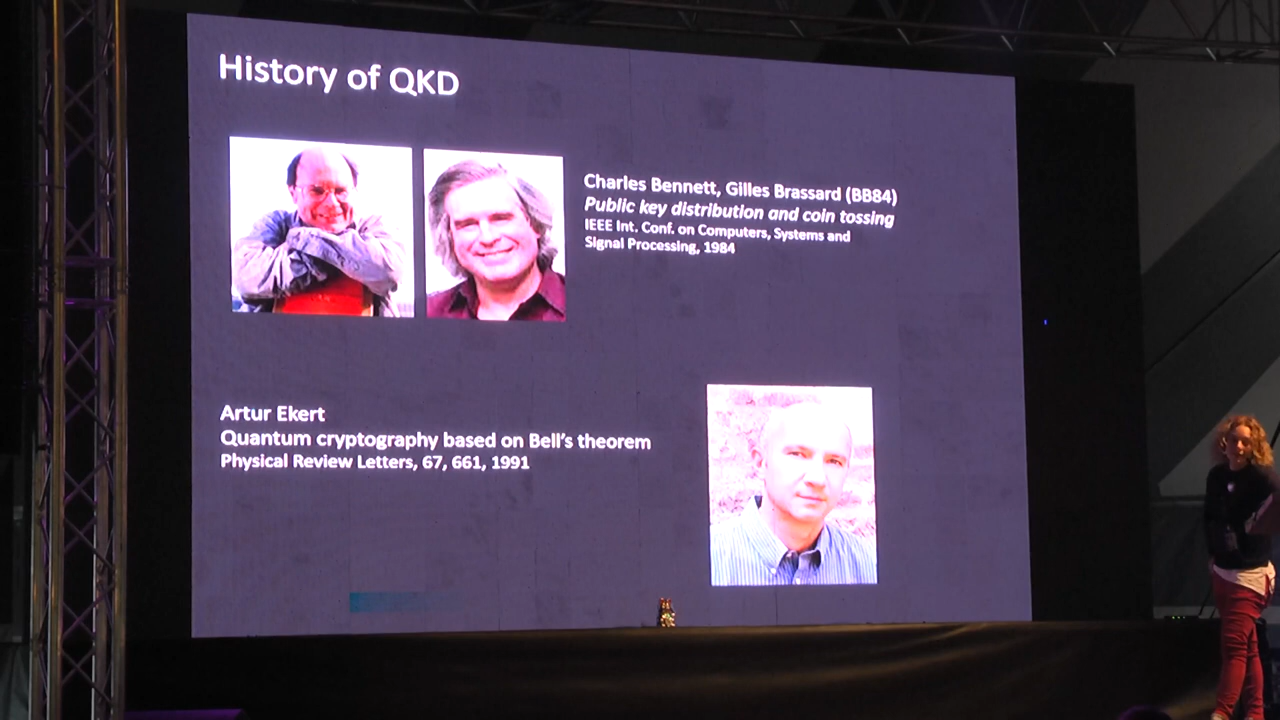 History of QKD
Charles Bennett, Gilles Brassard (BB84)
Public key distribution and coin tossing
IEEE Int. Conf. on Computers, Systems and
Signal Processing, 1984
Artur Ekert
Quantum cryptography based on Bell's theorem
Physical Review Letters, 67, 661, 1991